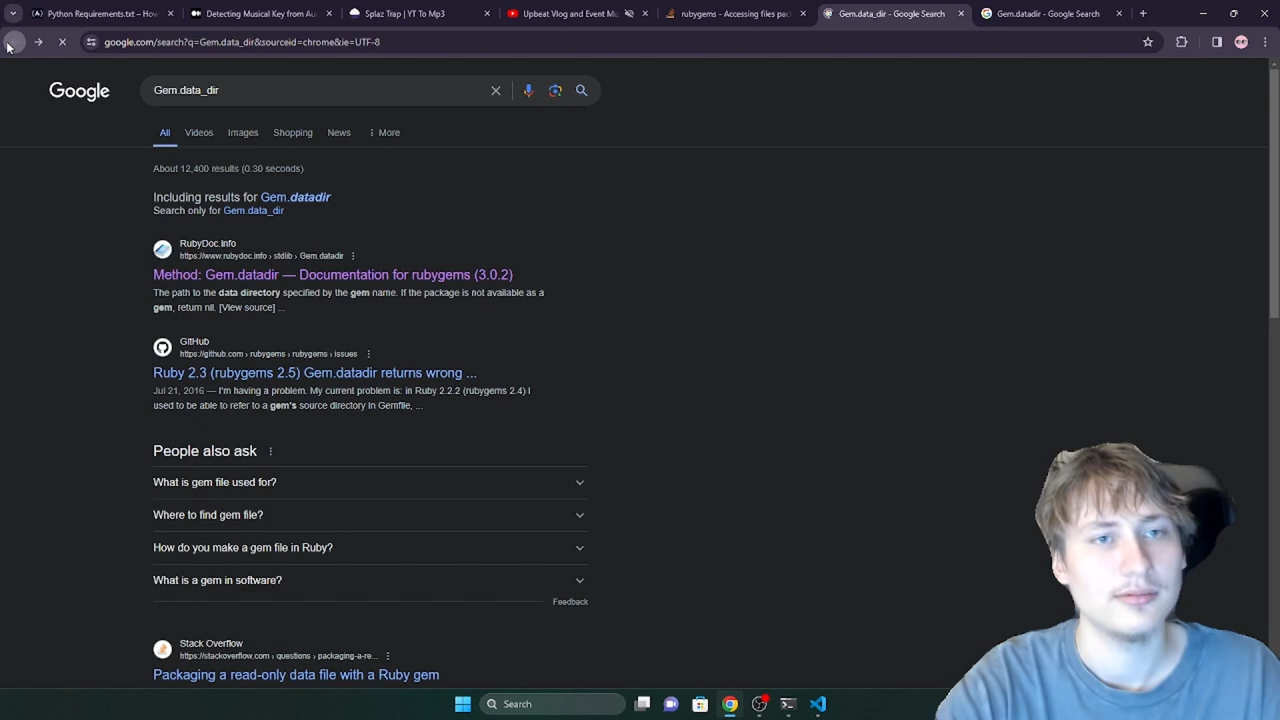 Python Requirements.txt – How
Detecting Musical Key from Au
Splaz Trap | YT To Mp3
Upbeat Vlog and Event Mu
rubygems - Accessing files pac
Gem.data_dir - Google Search
Gem.datadir - Google Search
google.com/search?q=Gem.data_dir&sourceid=chrome&ie=UTF-8
Google
Gem.data_dir
All
Videos
Images
Shopping
News
More
About 12,400 results (0.30 seconds)
Including results for Gem.datadir
Search only for Gem.data_dir
RubyDoc.info
https://www.rubydoc.info › stdlib › Gem.datadir
Method: Gem.datadir — Documentation for rubygems (3.0.2)
The path to the data directory specified by the gem name. If the package is not available as a
gem, return nil. [View source] ...
GitHub
https://github.com › rubygems › rubygems › issues
Ruby 2.3 (rubygems 2.5) Gem.datadir returns wrong ...
Jul 21, 2016 — I'm having a problem. My current problem is: in Ruby 2.2.2 (rubygems 2.4) I
used to be able to refer to a gem's source directory in Gemfile, ...
People also ask
What is gem file used for?
Where to find gem file?
How do you make a gem file in Ruby?
What is a gem in software?
Feedback
Stack Overflow
https://stackoverflow.com › questions › packaging-a-re...
Packaging a read-only data file with a Ruby gem
Search